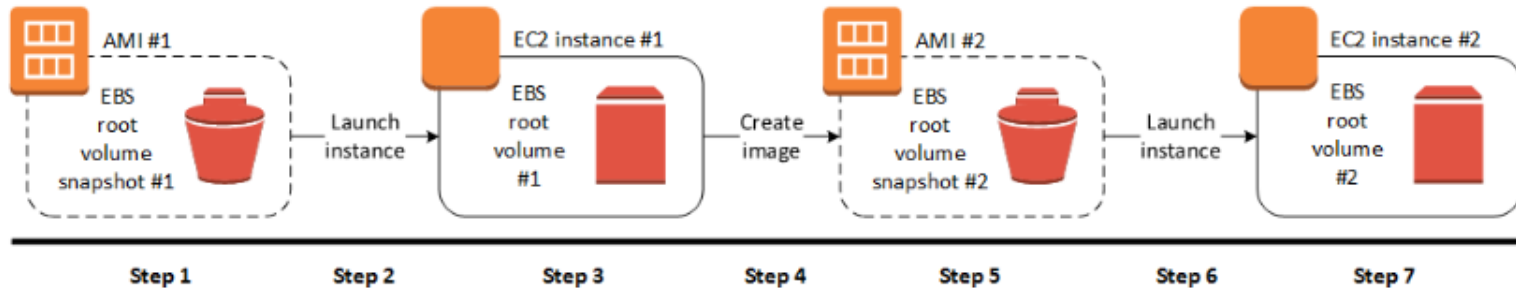 AMI #1
EBS
root
volume
snapshot #1
Launch
instance
EC2 instance #1
EBS
root
volume
#1
Create
image
AMI #2
EBS
root
volume
snapshot #2
Launch
instance
EC2 instance #2
EBS
root
volume
#2
Step 1
Step 2
Step 3
Step 4
Step 5
Step 6
Step 7